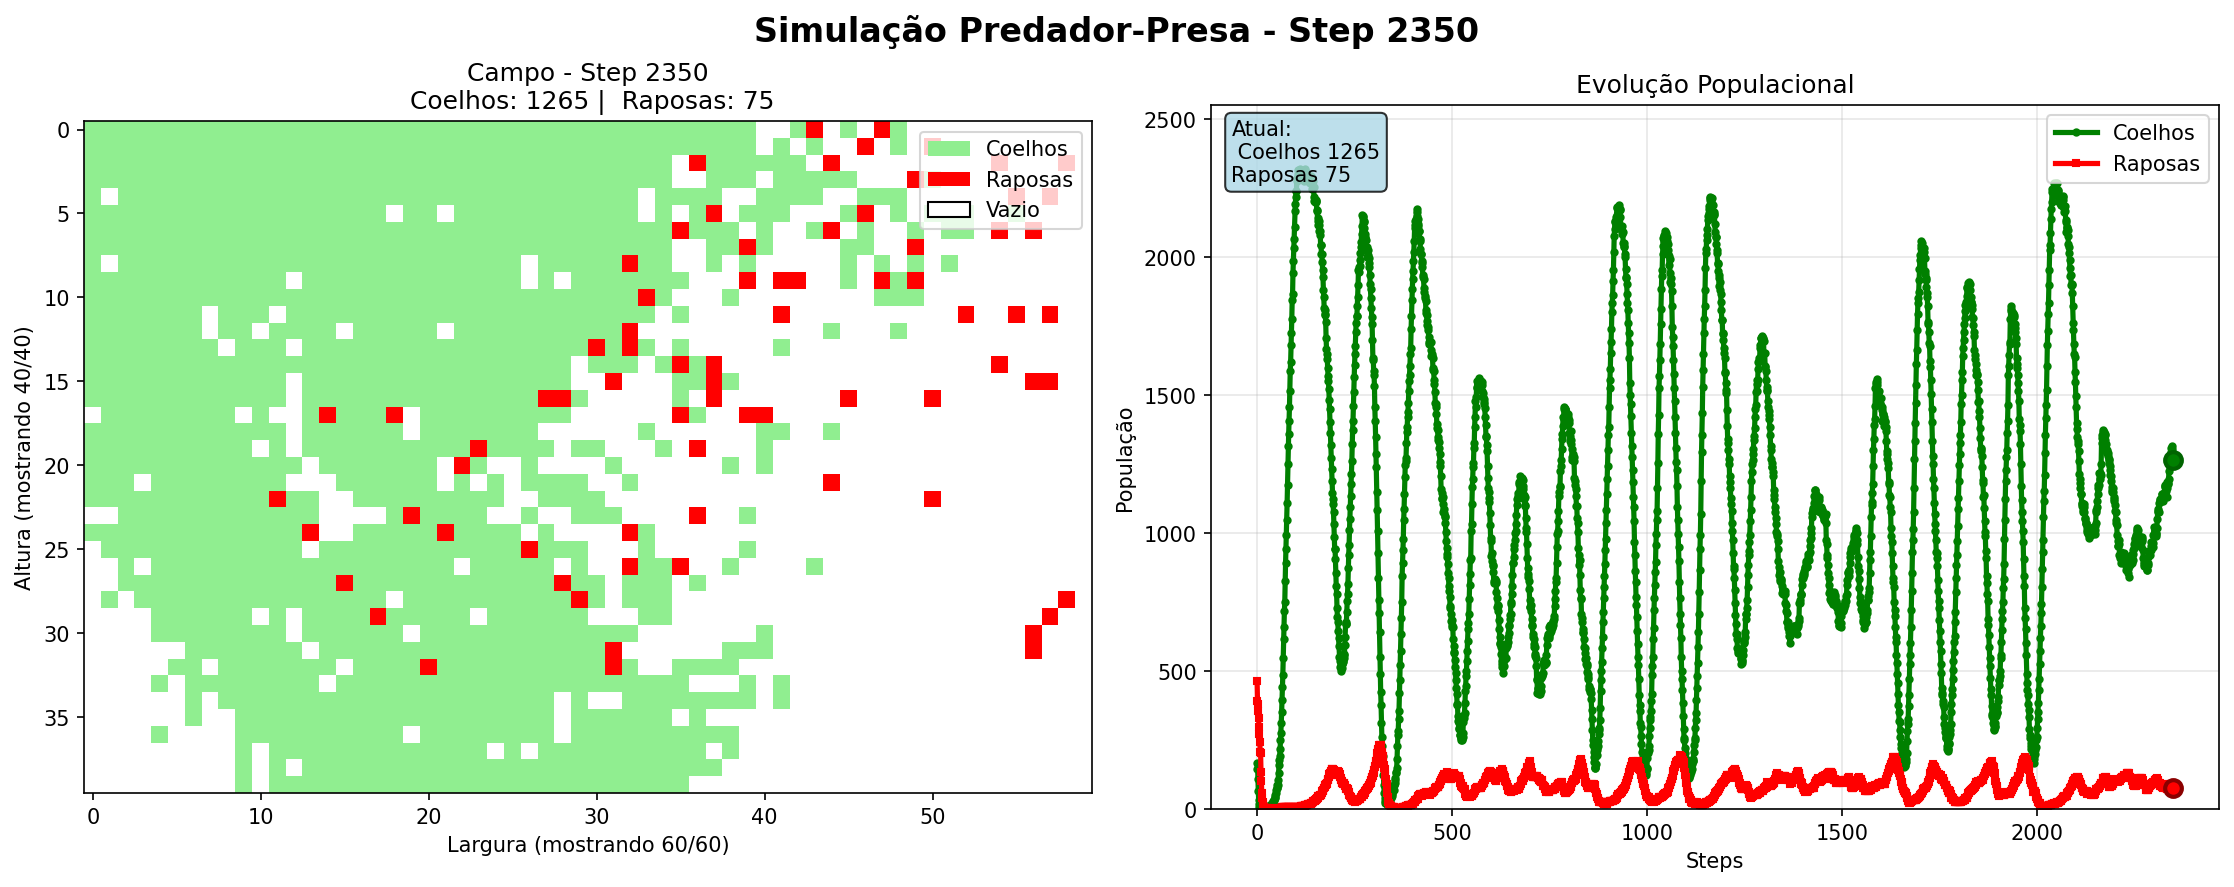 Simulação Predador-Presa - Step 2350
Campo - Step 2350
Coelhos: 1265 |  Raposas: 75
Coelhos
Raposas
Vazio
0
5
10
15
20
25
30
35
Altura (mostrando 40/40)
0
10
20
30
40
50
Largura (mostrando 60/60)
Evolução Populacional
Atual:
Coelhos 1265
Raposas 75
Coelhos
Raposas
2500
2000
1500
1000
500
0
População
0
500
1000
1500
2000
Steps